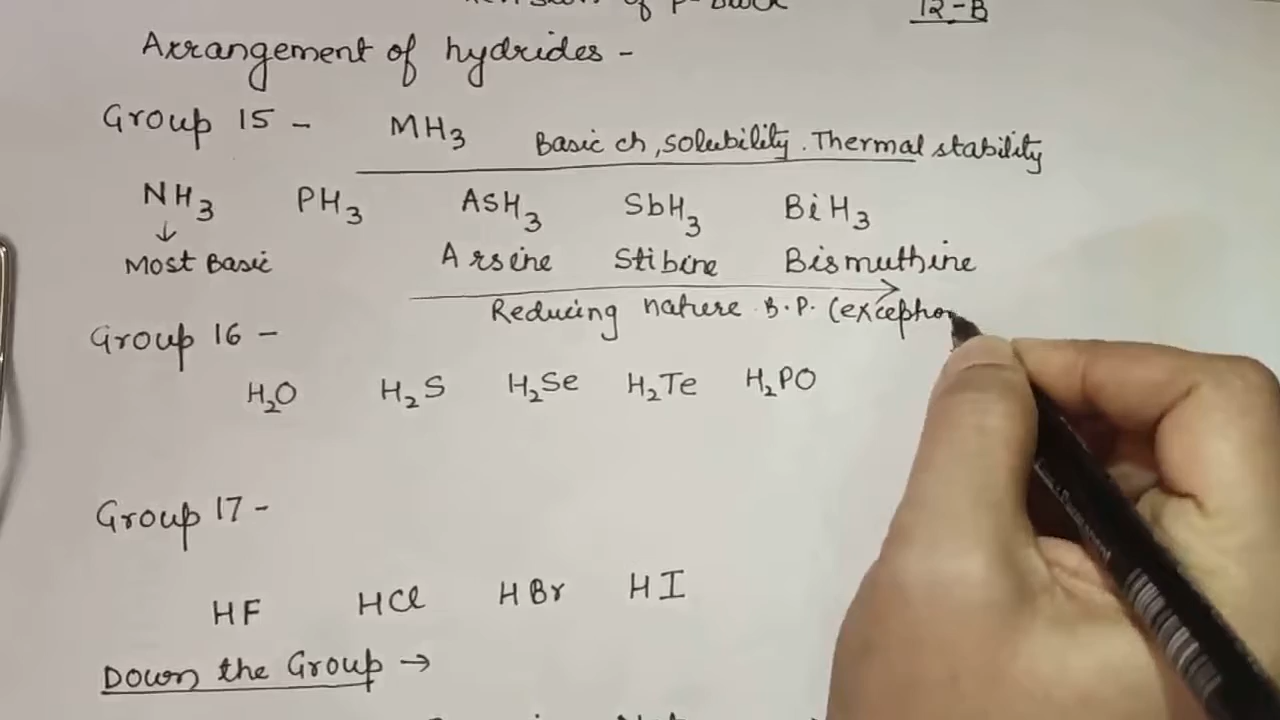 of P-Block 12-B
Arrangement of hydrides -
Group 15 - MH3 Basic ch, solubility. Thermal stability
NH3 PH3 AsH3 SbH3 BiH3
↓
Most Basic Arsine Stibine Bismuthine
Reducing nature B.P. (exception
Group 16 -
H2O H2S H2Se H2Te H2PO
Group 17 -
HF HCl HBr HI
Down the Group →